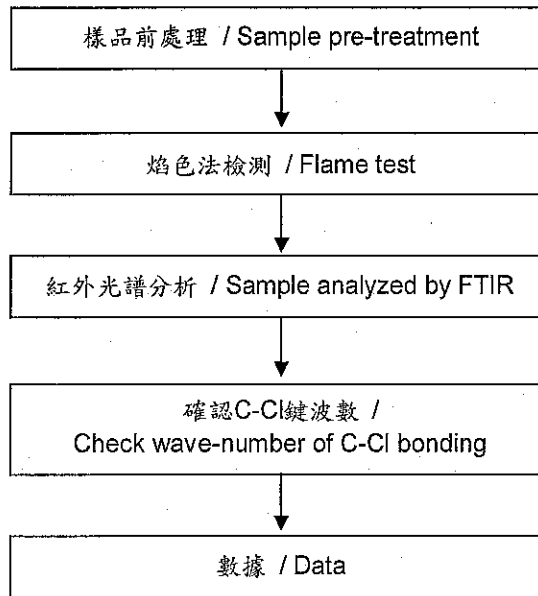 樣品前處理 / Sample pre-treatment
焰色法檢測 / Flame test
紅外光譜分析 / Sample analyzed by FTIR
確認C-Cl鍵波數 /
Check wave-number of C-Cl bonding
數據 / Data